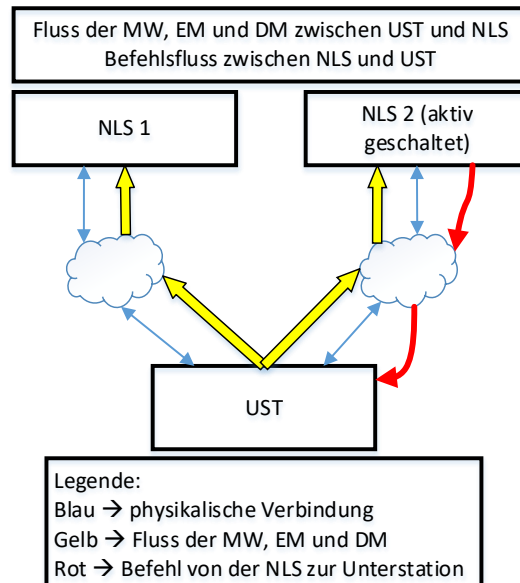 Fluss der MW, EM und DM zwischen UST und NLS
Befehlsfluss zwischen NLS und UST
NLS 1
NLS 2 (aktiv
geschaltet)
UST
Legende:
Blau → physikalische Verbindung
Gelb → Fluss der MW, EM und DM
Rot → Befehl von der NLS zur Unterstation